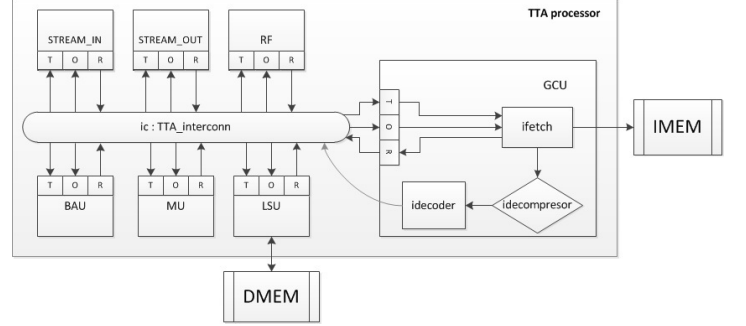 TTA processor
STREAM_IN
STREAM_OUT
RF
T O R
T O R
T O R
GCU
T
O
R
ifetch
IMEM
ic : TTA_interconn
T O R
T O R
T O R
BAU
MU
LSU
idecoder
idecompresor
DMEM